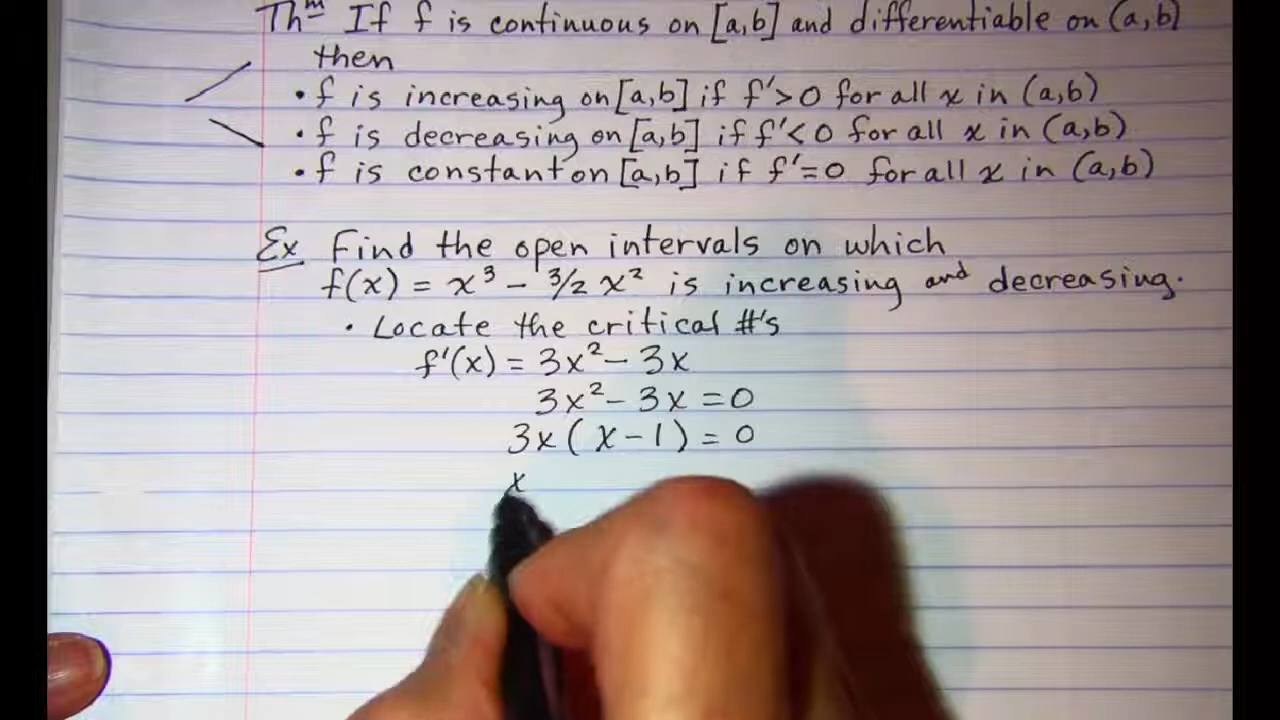 Thᵐ If f is continuous on [a,b] and differentiable on (a,b)
then
• f is increasing on [a,b] if f'>0 for all x in (a,b)
• f is decreasing on [a,b] if f'<0 for all x in (a,b)
• f is constant on [a,b] if f'=0 for all x in (a,b)
Ex Find the open intervals on which
f(x) = x³ - 3/2 x² is increasing and decreasing.
• Locate the critical #'s
f'(x) = 3x² - 3x
3x² - 3x = 0
3x(x-1) = 0
x